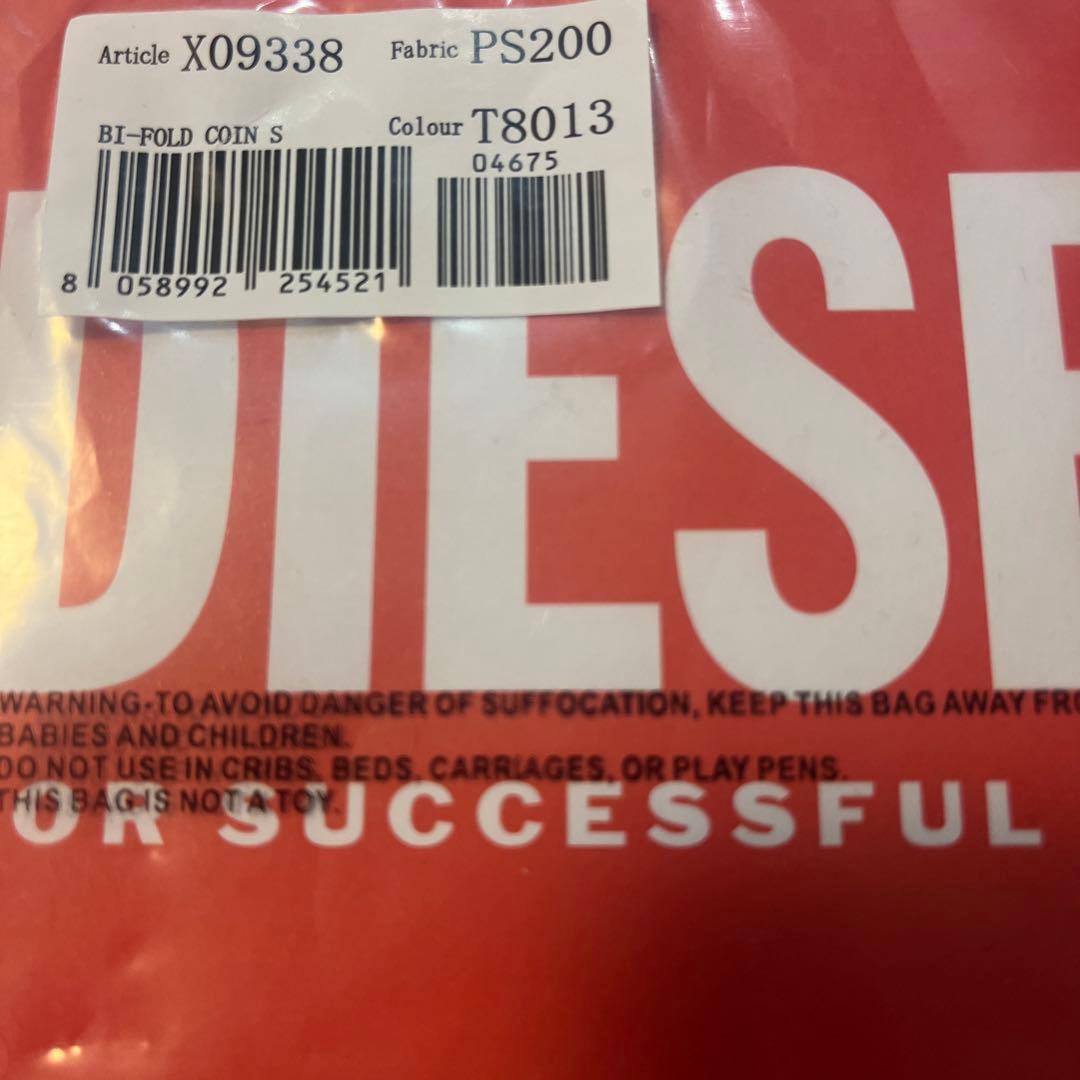 Article X09338 Fabric PS200
BI-FOLD COIN S Colour T8013
04675
8 058992 254521
DIESE
WARNING-TO AVOID DANGER OF SUFFOCATION, KEEP THIS BAG AWAY FRO
BABIES AND CHILDREN.
DO NOT USE IN CRIBS, BEDS, CARRIAGES, OR PLAY PENS.
THIS BAG IS NOT A TOY.
OR SUCCESSFUL